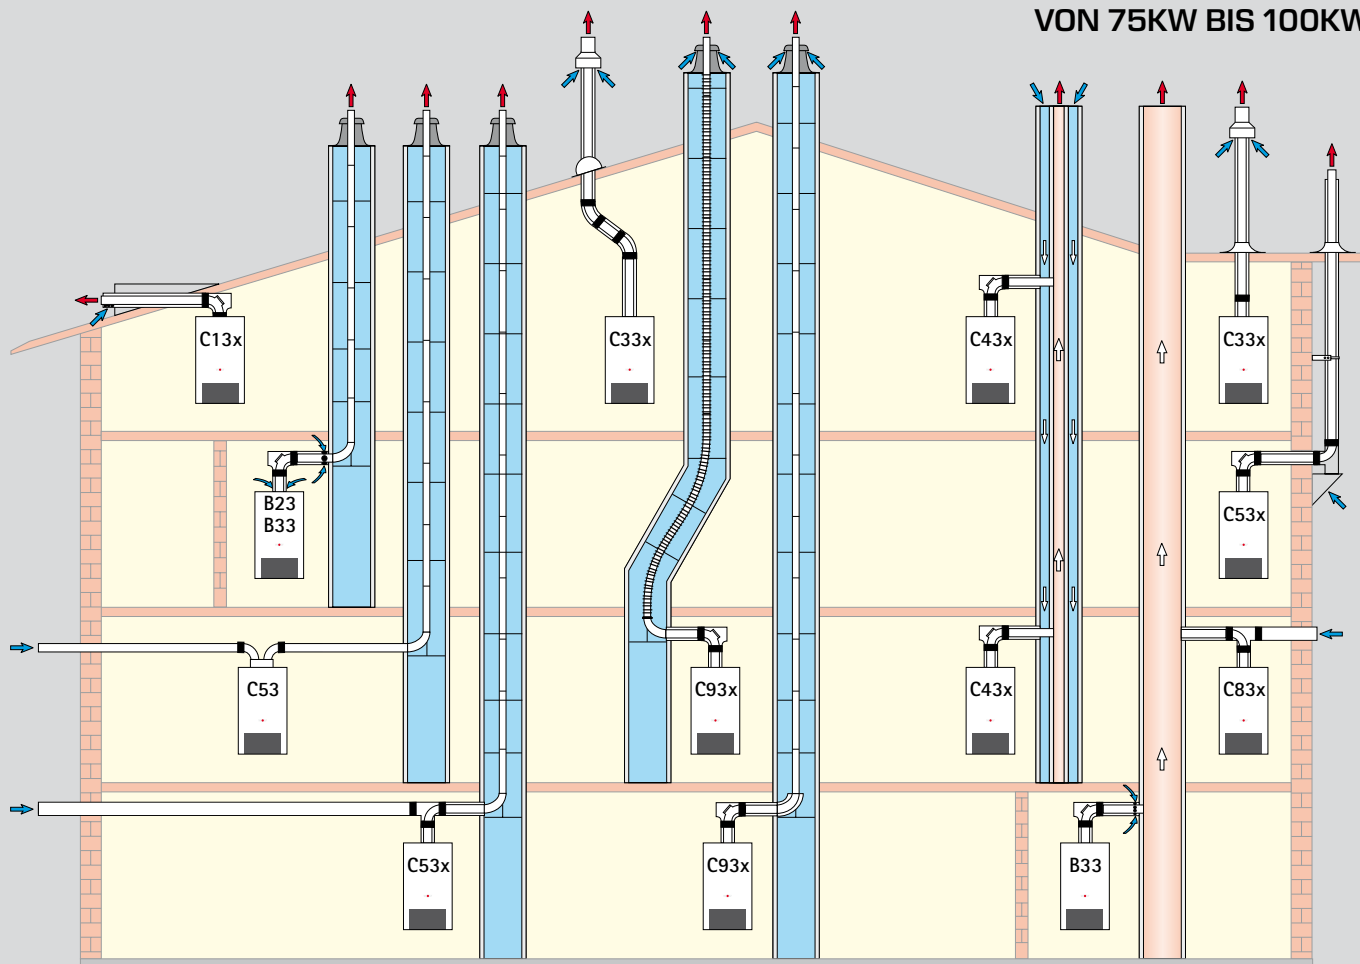 VON 75KW BIS 100KW
C13x
C33x
C43x
C33x
B23
B33
C53x
C53
C93x
C43x
C83x
C53x
C93x
B33